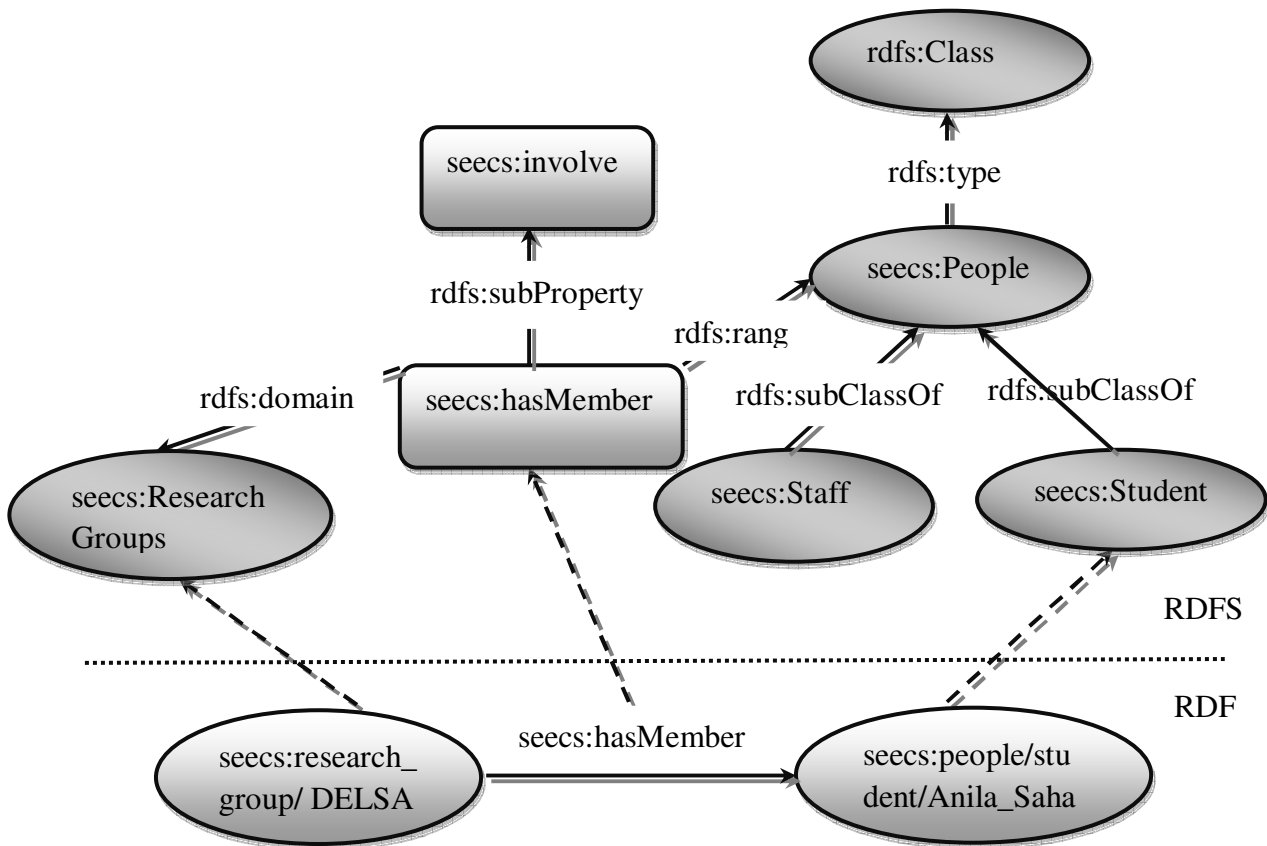 rdfs:Class
seecs:involve
rdfs:type
seecs:People
rdfs:subProperty
rdfs:rang
rdfs:domain
seecs:hasMember
rdfs:subClassOf
rdfs:subClassOf
seecs:Research
Groups
seecs:Staff
seecs:Student
RDFS
RDF
seecs:hasMember
seecs:research_
group/ DELSA
seecs:people/stu
dent/Anila_Saha